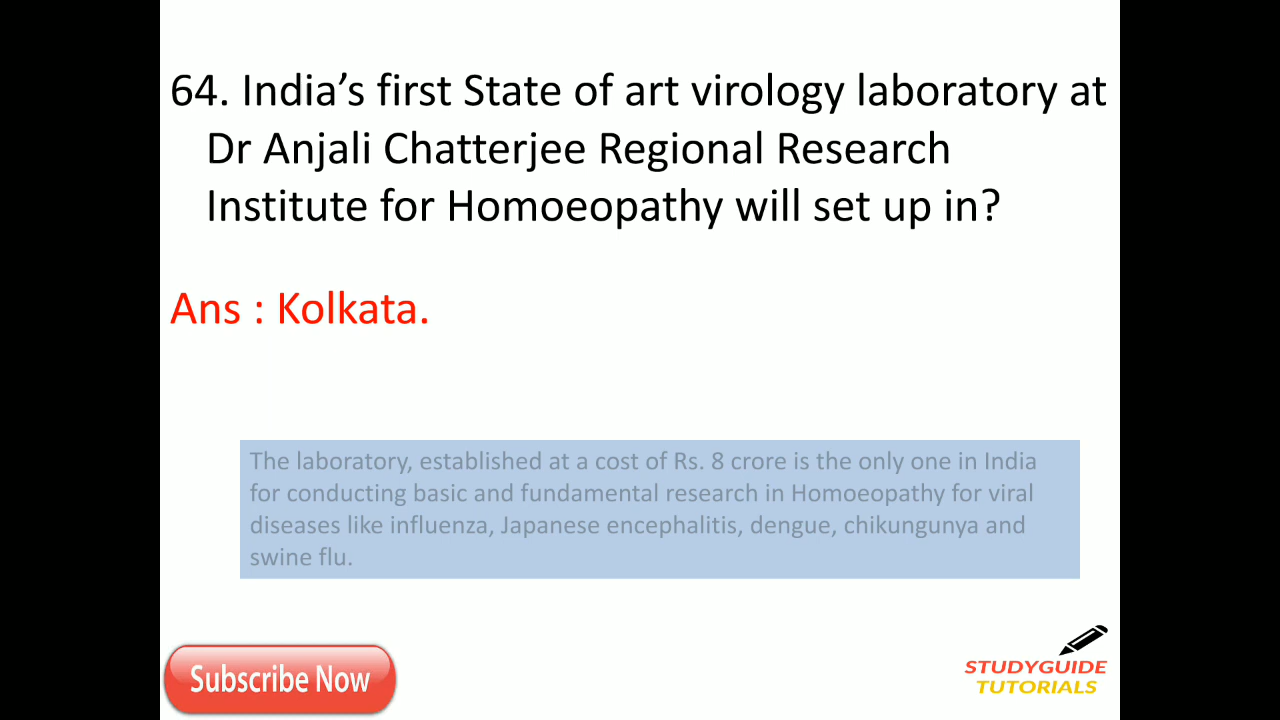 64. India’s first State of art virology laboratory at
Dr Anjali Chatterjee Regional Research
Institute for Homoeopathy will set up in?
Ans : Kolkata.
The laboratory, established at a cost of Rs. 8 crore is the only one in India
for conducting basic and fundamental research in Homoeopathy for viral
diseases like influenza, Japanese encephalitis, dengue, chikungunya and
swine flu.
Subscribe Now
STUDYGUIDE
TUTORIALS